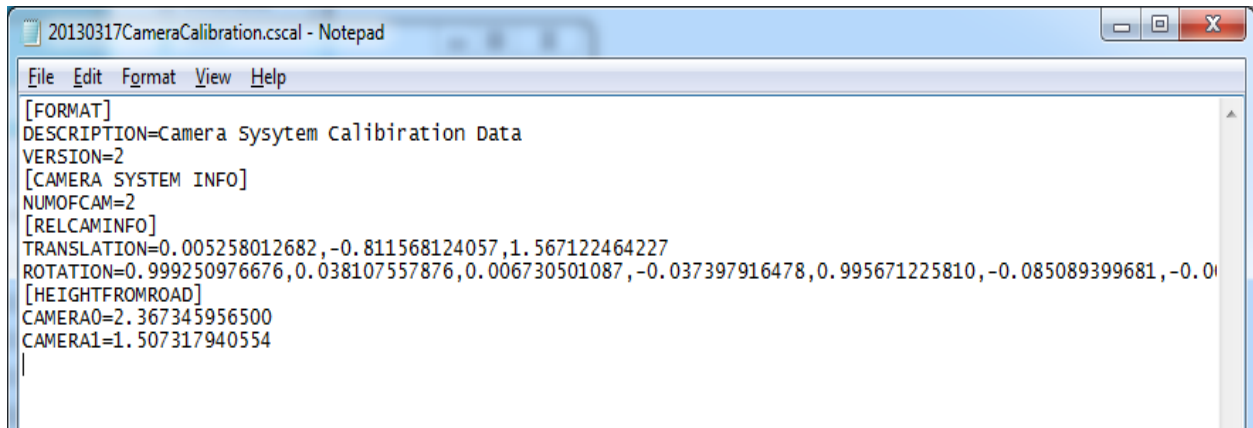 20130317CameraCalibration.cscal - Notepad
File Edit Format View Help
[FORMAT]
DESCRIPTION=Camera Sysytem Calibiration Data
VERSION=2
[CAMERA SYSTEM INFO]
NUMOFCAM=2
[RELCAMINFO]
TRANSLATION=0.005258012682,-0.811568124057,1.567122464227
ROTATION=0.999250976676,0.038107557876,0.006730501087,-0.037397916478,0.995671225810,-0.085089399681,-0.0
[HEIGHTFROMROAD]
CAMERA0=2.367345956500
CAMERA1=1.507317940554